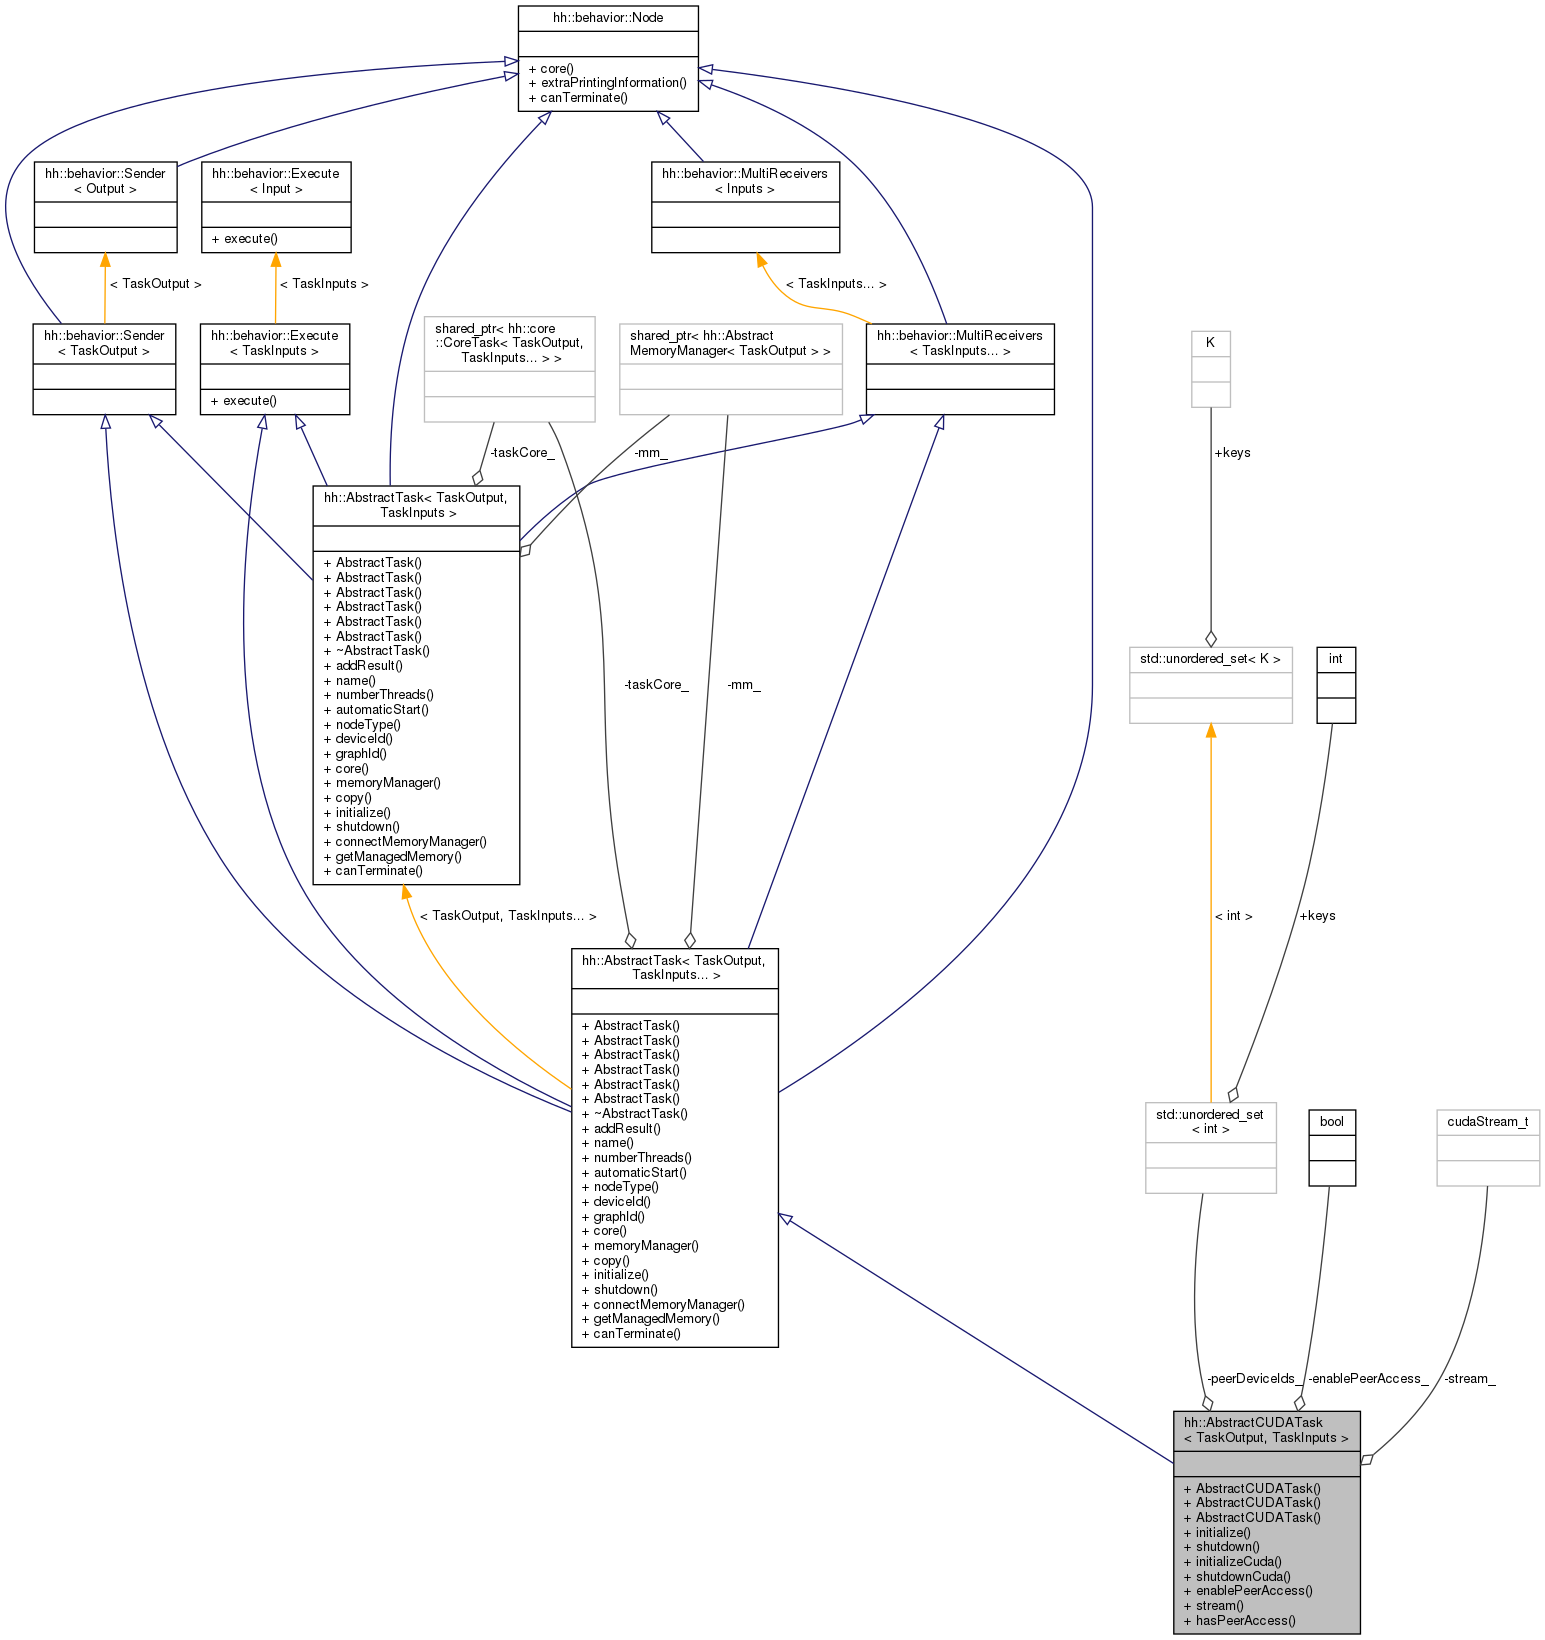 hh::behavior::Node
+ core()
+ extraPrintingInformation()
+ canTerminate()
hh::behavior::Sender
< Output >
hh::behavior::Execute
< Input >
+ execute()
hh::behavior::MultiReceivers
< Inputs >
< TaskOutput >
< TaskInputs >
< TaskInputs... >
hh::behavior::Sender
< TaskOutput >
hh::behavior::Execute
< TaskInputs >
+ execute()
shared_ptr< hh::core
::CoreTask< TaskOutput,
TaskInputs... > >
shared_ptr< hh::Abstract
MemoryManager< TaskOutput > >
hh::behavior::MultiReceivers
< TaskInputs... >
K
-taskCore_
-mm_
+keys
hh::AbstractTask< TaskOutput,
TaskInputs >
+ AbstractTask()
+ AbstractTask()
+ AbstractTask()
+ AbstractTask()
+ AbstractTask()
+ AbstractTask()
+ ~AbstractTask()
+ addResult()
+ name()
+ numberThreads()
+ automaticStart()
+ nodeType()
+ deviceId()
+ graphId()
+ core()
+ memoryManager()
+ copy()
+ initialize()
+ shutdown()
+ connectMemoryManager()
+ getManagedMemory()
+ canTerminate()
-taskCore_
-mm_
std::unordered_set< K >
int
< TaskOutput, TaskInputs... >
< int >
+keys
hh::AbstractTask< TaskOutput,
TaskInputs... >
+ AbstractTask()
+ AbstractTask()
+ AbstractTask()
+ AbstractTask()
+ AbstractTask()
+ AbstractTask()
+ ~AbstractTask()
+ addResult()
+ name()
+ numberThreads()
+ automaticStart()
+ nodeType()
+ deviceId()
+ graphId()
+ core()
+ memoryManager()
+ copy()
+ initialize()
+ shutdown()
+ connectMemoryManager()
+ getManagedMemory()
+ canTerminate()
std::unordered_set
< int >
bool
cudaStream_t
-peerDeviceIds_
-enablePeerAccess_
-stream_
hh::AbstractCUDATask
< TaskOutput, TaskInputs >
+ AbstractCUDATask()
+ AbstractCUDATask()
+ AbstractCUDATask()
+ initialize()
+ shutdown()
+ initializeCuda()
+ shutdownCuda()
+ enablePeerAccess()
+ stream()
+ hasPeerAccess()